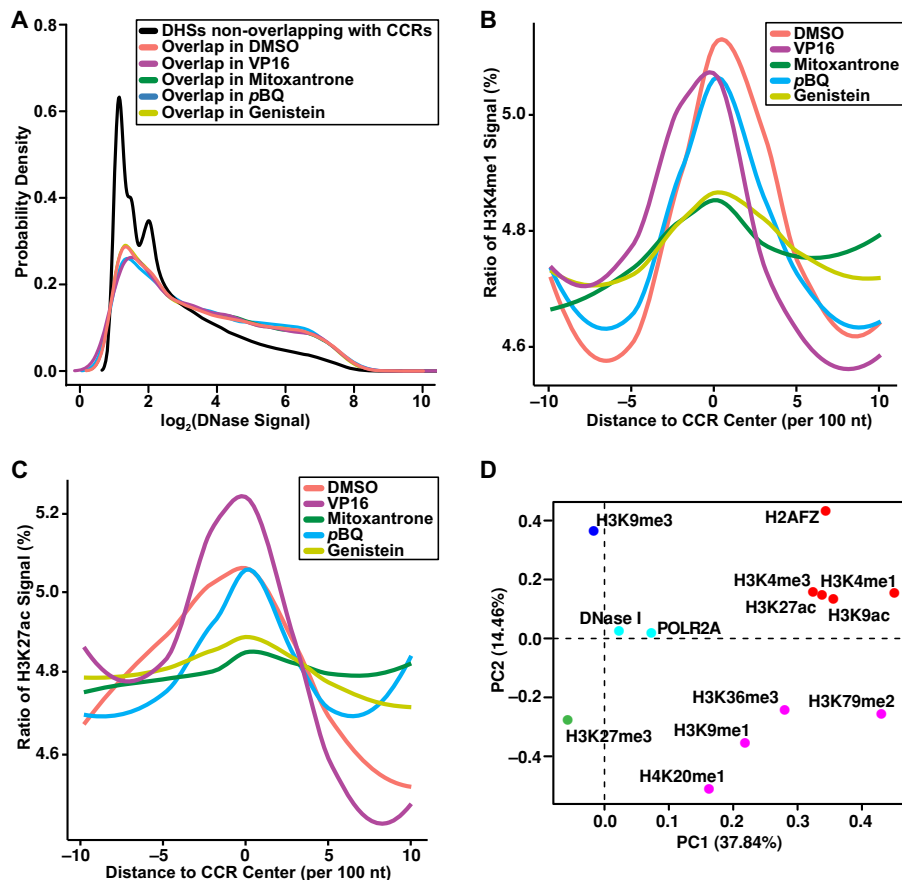 A
0.8
0.6
0.4
0.2
0.0
Probability Density
DHSs non-overlapping with CCRs
Overlap in DMSO
Overlap in VP16
Overlap in Mitoxantrone
Overlap in pBQ
Overlap in Genistein
0
2
4
6
8
10
log₂(DNase Signal)
B
5.0
4.8
4.6
Ratio of H3K4me1 Signal (%)
DMSO
VP16
Mitoxantrone
pBQ
Genistein
−10
−5
0
5
10
Distance to CCR Center (per 100 nt)
C
5.2
5.0
4.8
4.6
Ratio of H3K27ac Signal (%)
DMSO
VP16
Mitoxantrone
pBQ
Genistein
−10
−5
0
5
10
Distance to CCR Center (per 100 nt)
D
0.4
0.2
0.0
−0.2
−0.4
PC2 (14.46%)
H3K9me3
H2AFZ
H3K4me3
H3K4me1
H3K27ac
H3K9ac
DNase I
POLR2A
H3K36me3
H3K79me2
H3K27me3
H3K9me1
H4K20me1
0.0
0.1
0.2
0.3
0.4
PC1 (37.84%)